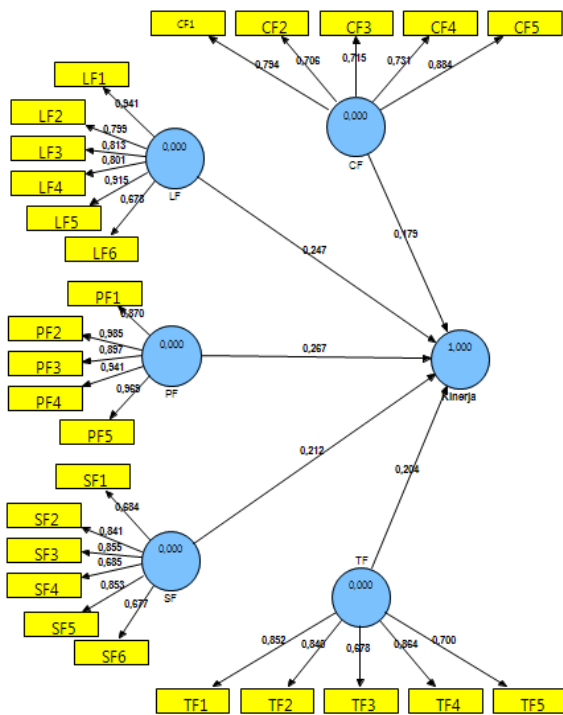 CF1
CF2
CF3
CF4
CF5
0,794
0,706
0,715
0,731
0,884
0,000
CF
LF1
LF2
LF3
LF4
LF5
LF6
0,941
0,799
0,813
0,801
0,915
0,678
0,000
LF
0,179
0,247
PF1
PF2
PF3
PF4
PF5
0,870
0,985
0,897
0,941
0,969
0,000
PF
0,267
1,000
Kinerja
SF1
SF2
SF3
SF4
SF5
SF6
0,684
0,841
0,855
0,685
0,853
0,677
0,000
SF
0,212
0,204
TF
0,000
0,852
0,840
0,678
0,864
0,700
TF1
TF2
TF3
TF4
TF5